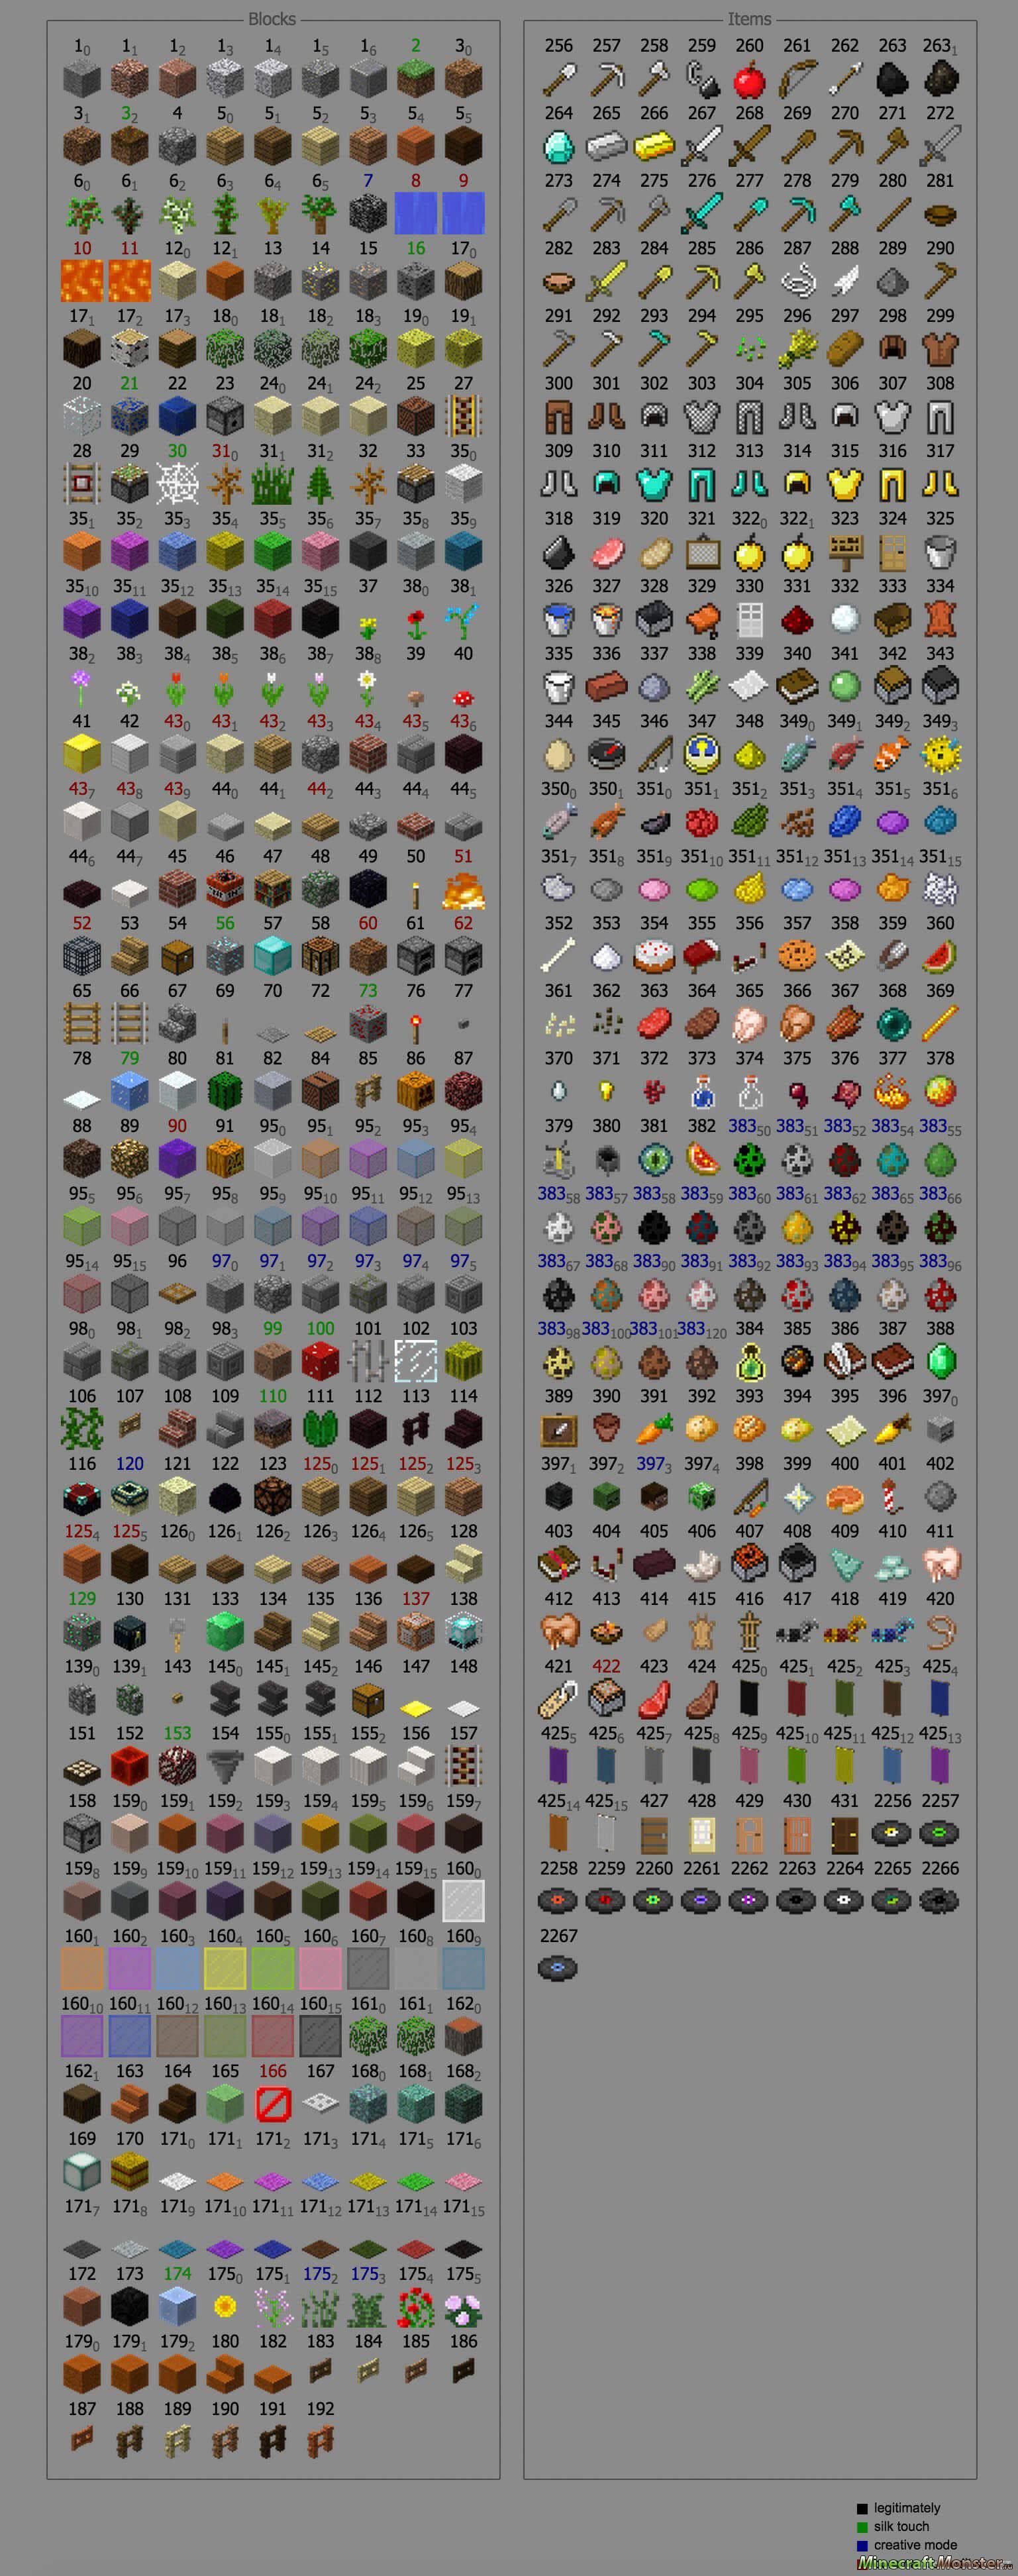 Blocks
1₀ 1₁ 1₂ 1₃ 1₄ 1₅ 1₆ 2 3₀
3₁ 3₂ 4 5₀ 5₁ 5₂ 5₃ 5₄ 5₅
6₀ 6₁ 6₂ 6₃ 6₄ 6₅ 7 8 9
10 11 12₀ 12₁ 13 14 15 16 17₀
17₁ 17₂ 17₃ 18₀ 18₁ 18₂ 18₃ 19₀ 19₁
20 21 22 23 24₀ 24₁ 24₂ 25 27
28 29 30 31₀ 31₁ 31₂ 32 33 35₀
35₁ 35₂ 35₃ 35₄ 35₅ 35₆ 35₇ 35₈ 35₉
35₁₀ 35₁₁ 35₁₂ 35₁₃ 35₁₄ 35₁₅ 37 38₀ 38₁
38₂ 38₃ 38₄ 38₅ 38₆ 38₇ 38₈ 39 40
41 42 43₀ 43₁ 43₂ 43₃ 43₄ 43₅ 43₆
43₇ 43₈ 43₉ 44₀ 44₁ 44₂ 44₃ 44₄ 44₅
44₆ 44₇ 45 46 47 48 49 50 51
52 53 54 56 57 58 60 61 62
65 66 67 69 70 72 73 76 77
78 79 80 81 82 84 85 86 87
88 89 90 91 95₀ 95₁ 95₂ 95₃ 95₄
95₅ 95₆ 95₇ 95₈ 95₉ 95₁₀ 95₁₁ 95₁₂ 95₁₃
95₁₄ 95₁₅ 96 97₀ 97₁ 97₂ 97₃ 97₄ 97₅
98₀ 98₁ 98₂ 98₃ 99 100 101 102 103
106 107 108 109 110 111 112 113 114
116 120 121 122 123 125₀ 125₁ 125₂ 125₃
125₄ 125₅ 126₀ 126₁ 126₂ 126₃ 126₄ 126₅ 128
129 130 131 133 134 135 136 137 138
139₀ 139₁ 143 145₀ 145₁ 145₂ 146 147 148
151 152 153 154 155₀ 155₁ 155₂ 156 157
158 159₀ 159₁ 159₂ 159₃ 159₄ 159₅ 159₆ 159₇
159₈ 159₉ 159₁₀ 159₁₁ 159₁₂ 159₁₃ 159₁₄ 159₁₅ 160₀
160₁ 160₂ 160₃ 160₄ 160₅ 160₆ 160₇ 160₈ 160₉
160₁₀ 160₁₁ 160₁₂ 160₁₃ 160₁₄ 160₁₅ 161₀ 161₁ 162₀
162₁ 163 164 165 166 167 168₀ 168₁ 168₂
169 170 171₀ 171₁ 171₂ 171₃ 171₄ 171₅ 171₆
171₇ 171₈ 171₉ 171₁₀ 171₁₁ 171₁₂ 171₁₃ 171₁₄ 171₁₅
172 173 174 175₀ 175₁ 175₂ 175₃ 175₄ 175₅
179₀ 179₁ 179₂ 180 182 183 184 185 186
187 188 189 190 191 192
Items
256 257 258 259 260 261 262 263 263₁
264 265 266 267 268 269 270 271 272
273 274 275 276 277 278 279 280 281
282 283 284 285 286 287 288 289 290
291 292 293 294 295 296 297 298 299
300 301 302 303 304 305 306 307 308
309 310 311 312 313 314 315 316 317
318 319 320 321 322₀ 322₁ 323 324 325
326 327 328 329 330 331 332 333 334
335 336 337 338 339 340 341 342 343
344 345 346 347 348 349₀ 349₁ 349₂ 349₃
350₀ 350₁ 351₀ 351₁ 351₂ 351₃ 351₄ 351₅ 351₆
351₇ 351₈ 351₉ 351₁₀ 351₁₁ 351₁₂ 351₁₃ 351₁₄ 351₁₅
352 353 354 355 356 357 358 359 360
361 362 363 364 365 366 367 368 369
370 371 372 373 374 375 376 377 378
379 380 381 382 383₅₀ 383₅₁ 383₅₂ 383₅₄ 383₅₅
383₅₈ 383₅₇ 383₅₈ 383₅₉ 383₆₀ 383₆₁ 383₆₂ 383₆₅ 383₆₆
383₆₇ 383₆₈ 383₉₀ 383₉₁ 383₉₂ 383₉₃ 383₉₄ 383₉₅ 383₉₆
383₉₈ 383₁₀₀ 383₁₀₁ 383₁₂₀ 384 385 386 387 388
389 390 391 392 393 394 395 396 397₀
397₁ 397₂ 397₃ 397₄ 398 399 400 401 402
403 404 405 406 407 408 409 410 411
412 413 414 415 416 417 418 419 420
421 422 423 424 425₀ 425₁ 425₂ 425₃ 425₄
425₅ 425₆ 425₇ 425₈ 425₉ 425₁₀ 425₁₁ 425₁₂ 425₁₃
425₁₄ 425₁₅ 427 428 429 430 431 2256 2257
2258 2259 2260 2261 2262 2263 2264 2265 2266
2267
legitimately
silk touch
creative mode
MinecraftMonster